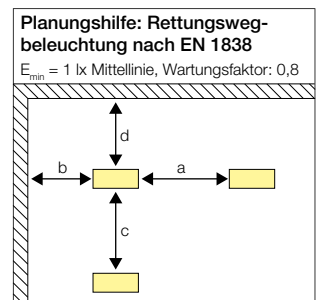 Planungshilfe: Rettungsweg-
beleuchtung nach EN 1838
Emin = 1 lx Mittellinie, Wartungsfaktor: 0,8
d
b
a
c